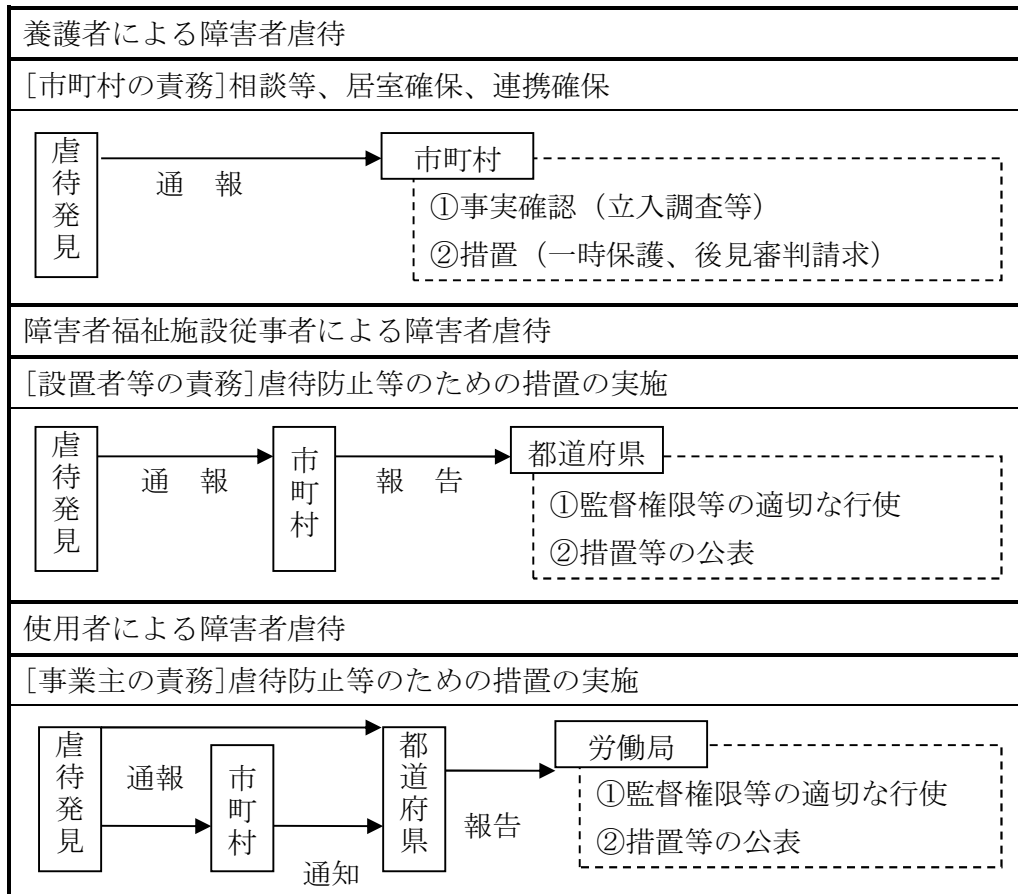 養護者による障害者虐待
[市町村の責務]相談等、居室確保、連携確保
虐待発見
通 報
市町村
①事実確認（立入調査等）
②措置（一時保護、後見審判請求）
障害者福祉施設従事者による障害者虐待
[設置者等の責務]虐待防止等のための措置の実施
虐待発見
通 報
市町村
報 告
都道府県
①監督権限等の適切な行使
②措置等の公表
使用者による障害者虐待
[事業主の責務]虐待防止等のための措置の実施
虐待発見
通報
市町村
通知
都道府県
報告
労働局
①監督権限等の適切な行使
②措置等の公表